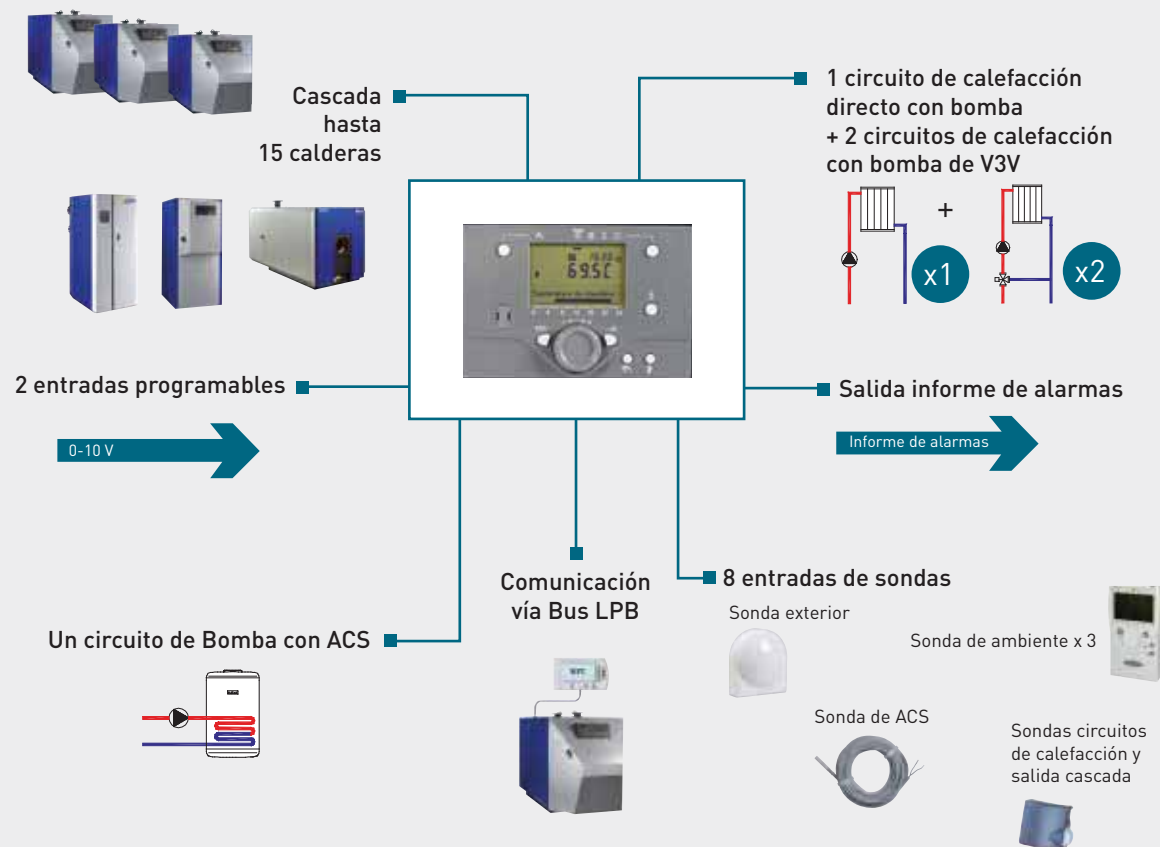 Cascada
hasta
15 calderas
1 circuito de calefacción
directo con bomba
+ 2 circuitos de calefacción
con bomba de V3V
+
x1
x2
69.5C
2 entradas programables
0-10 V
Salida informe de alarmas
Informe de alarmas
Un circuito de Bomba con ACS
Comunicación
vía Bus LPB
8 entradas de sondas
Sonda exterior
Sonda de ambiente x 3
Sonda de ACS
Sondas circuitos
de calefacción y
salida cascada